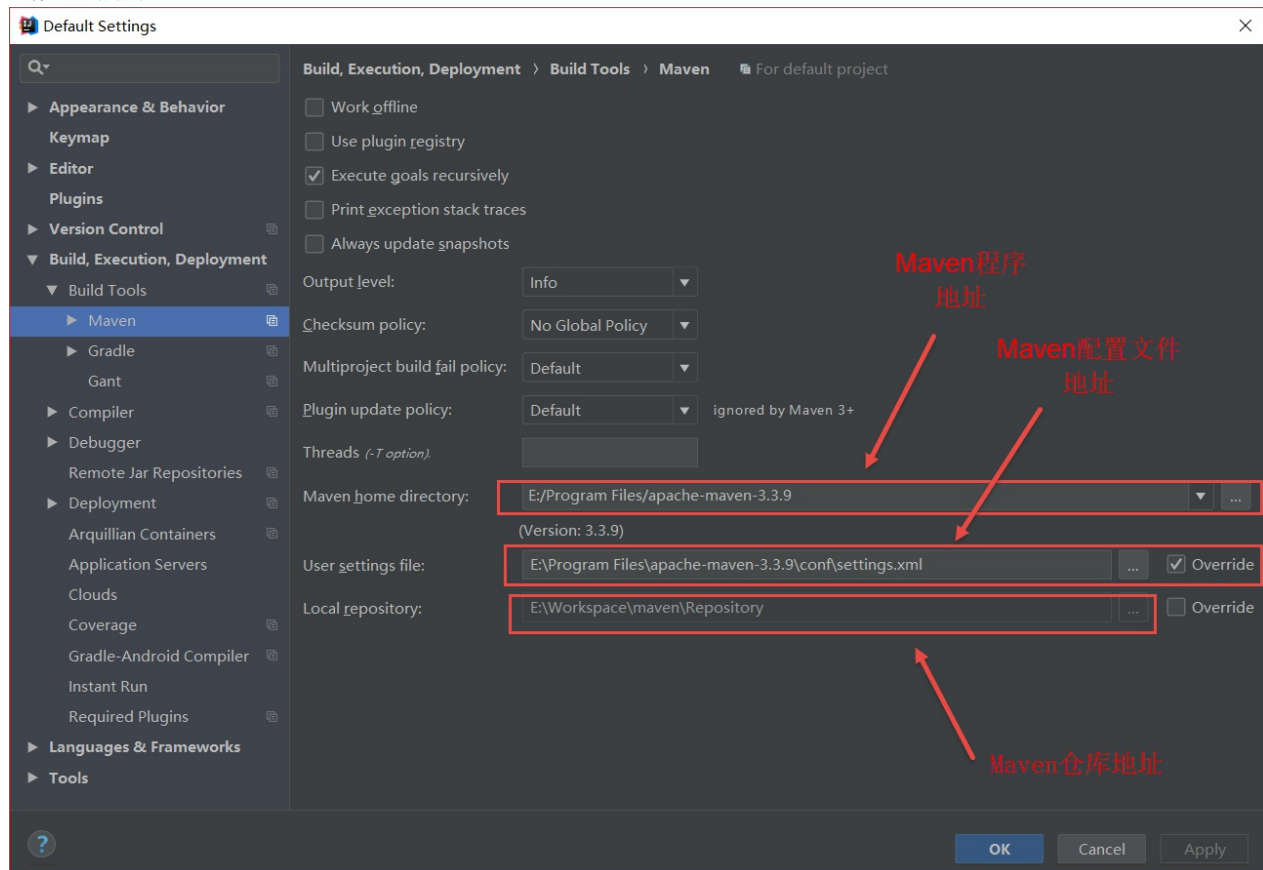 Default Settings
Build, Execution, Deployment › Build Tools › Maven For default project
Appearance & Behavior
Keymap
Editor
Plugins
Version Control
Build, Execution, Deployment
Build Tools
Maven
Gradle
Gant
Compiler
Debugger
Remote Jar Repositories
Deployment
Arquillian Containers
Application Servers
Clouds
Coverage
Gradle-Android Compiler
Instant Run
Required Plugins
Languages & Frameworks
Tools
Work offline
Use plugin registry
Execute goals recursively
Print exception stack traces
Always update snapshots
Output level: Info
Checksum policy: No Global Policy
Multiproject build fail policy: Default
Plugin update policy: Default ignored by Maven 3+
Threads (-T option).
Maven home directory: E:/Program Files/apache-maven-3.3.9 ...
(Version: 3.3.9)
User settings file: E:\Program Files\apache-maven-3.3.9\conf\settings.xml ... Override
Local repository: E:\Workspace\maven\Repository ... Override
Maven程序
地址
Maven配置文件
地址
Maven仓库地址
?
OK Cancel Apply